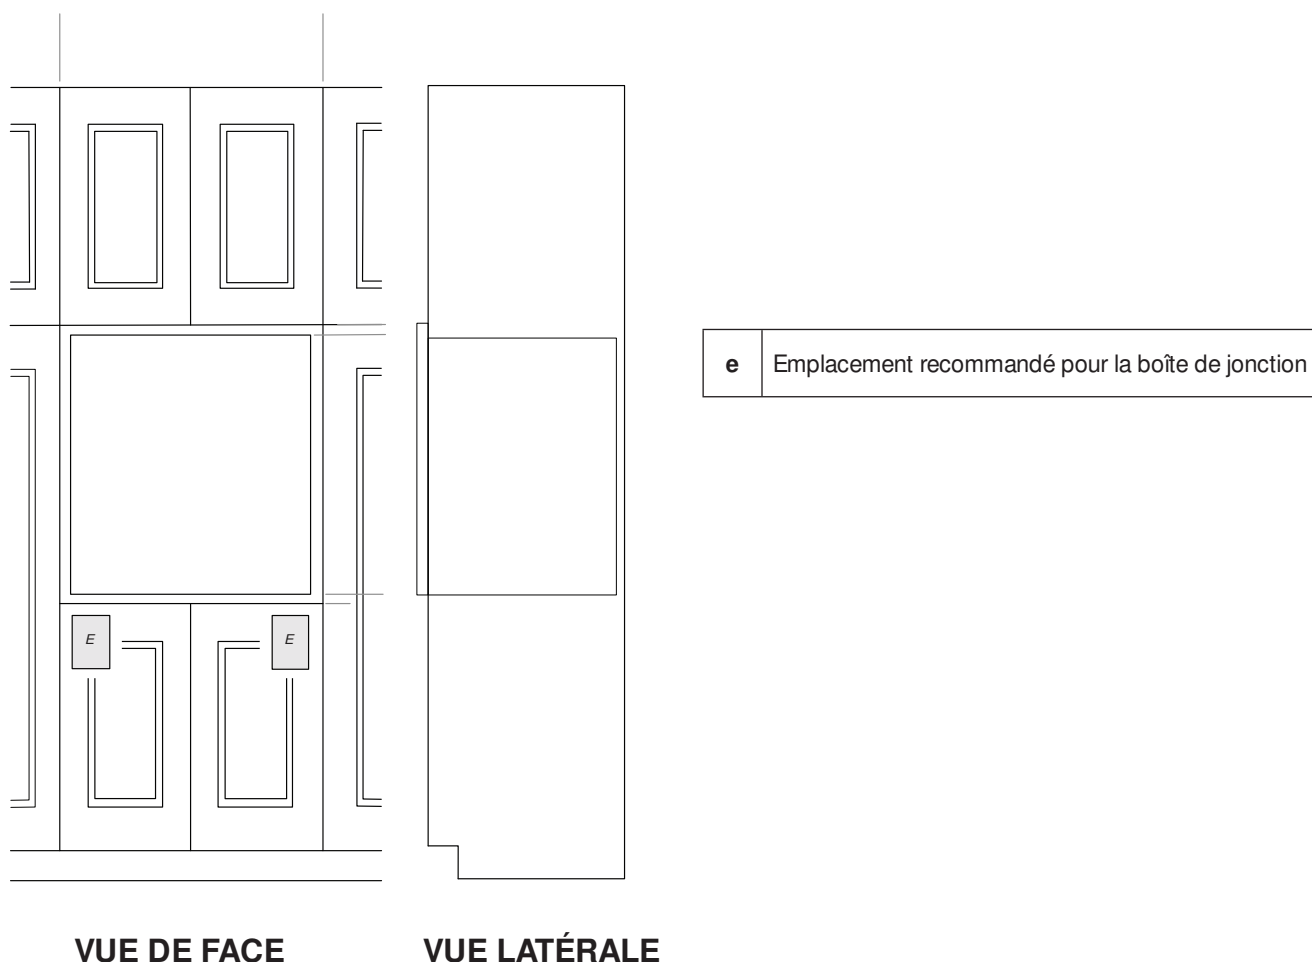 e Emplacement recommandé pour la boîte de jonction
E E
VUE DE FACE VUE LATÉRALE